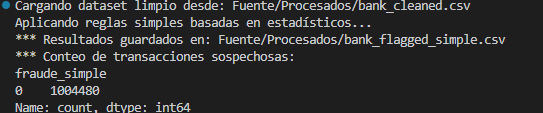 Cargando dataset limpio desde: Fuente/Procesados/bank_cleaned.csv
Aplicando reglas simples basadas en estadísticos...
*** Resultados guardados en: Fuente/Procesados/bank_flagged_simple.csv
*** Conteo de transacciones sospechosas:
fraude_simple
0    1004480
Name: count, dtype: int64